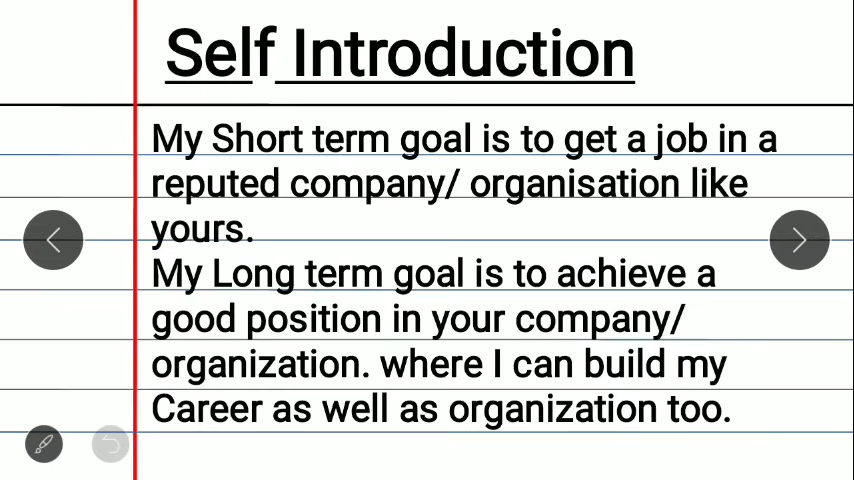 Self Introduction
My Short term goal is to get a job in a
reputed company/ organisation like
yours.
My Long term goal is to achieve a
good position in your company/
organization. where I can build my
Career as well as organization too.